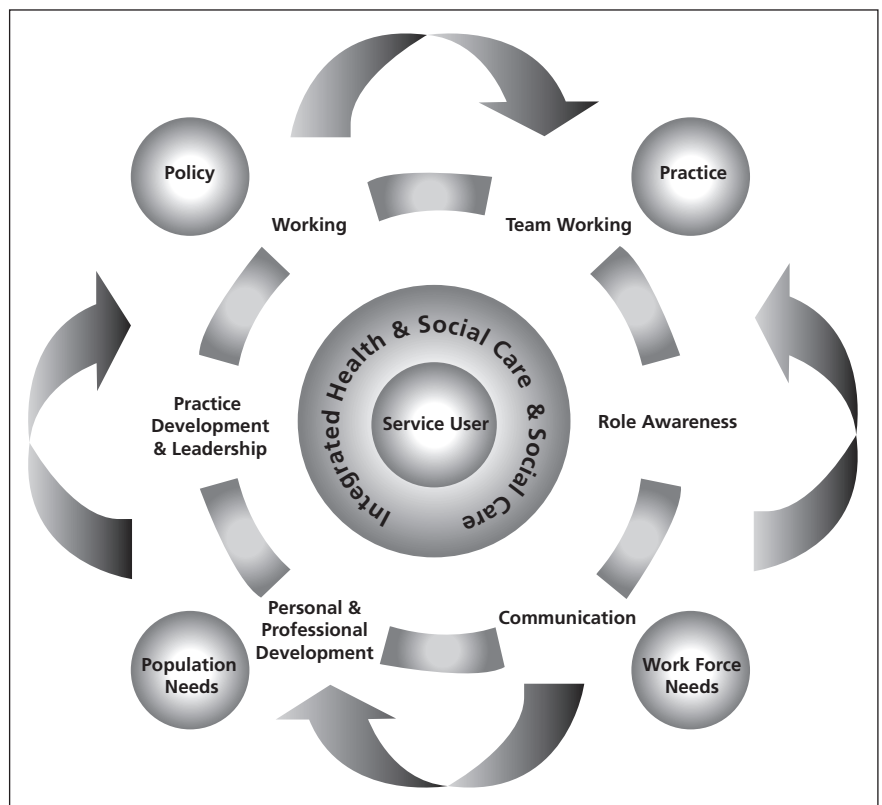 Policy
Practice
Working
Team Working
Integrated Health & Social Care & Social Care
Service User
Practice
Development
& Leadership
Role Awareness
Personal &
Professional
Development
Communication
Population
Needs
Work Force
Needs